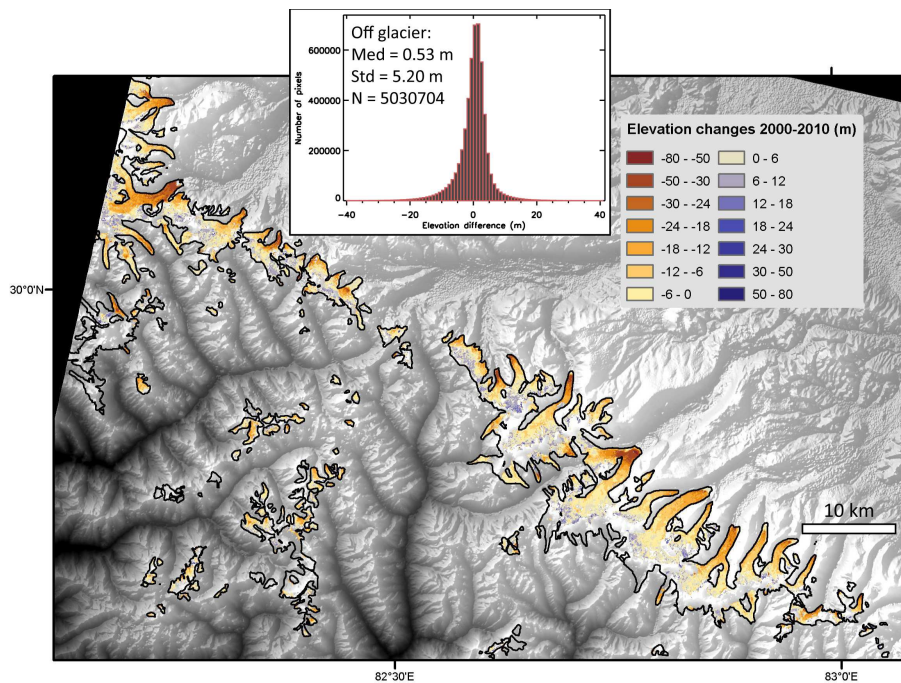 Off glacier:
Med = 0.53 m
Std = 5.20 m
N = 5030704
Number of pixels
600000
400000
200000
0
-40
-20
0
20
40
Elevation difference (m)
Elevation changes 2000-2010 (m)
-80 - -50
0 - 6
-50 - -30
6 - 12
-30 - -24
12 - 18
-24 - -18
18 - 24
-18 - -12
24 - 30
-12 - -6
30 - 50
-6 - 0
50 - 80
30°0'N
10 km
82°30'E
83°0'E